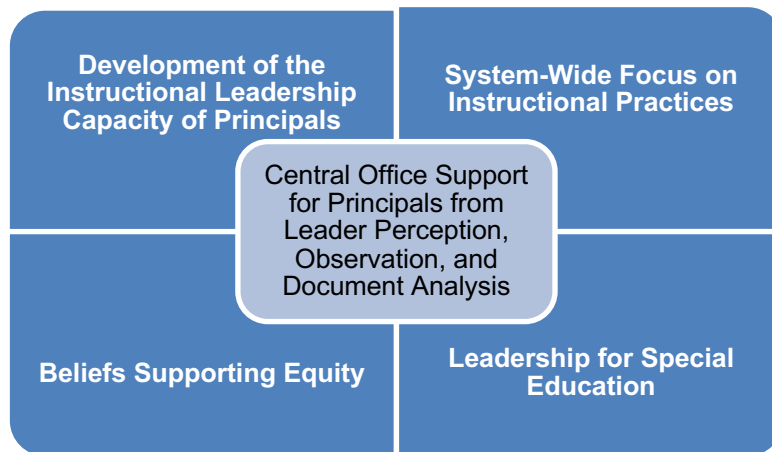 Development of the
Instructional Leadership
Capacity of Principals
System-Wide Focus on
Instructional Practices
Central Office Support
for Principals from
Leader Perception,
Observation, and
Document Analysis
Beliefs Supporting Equity
Leadership for Special
Education